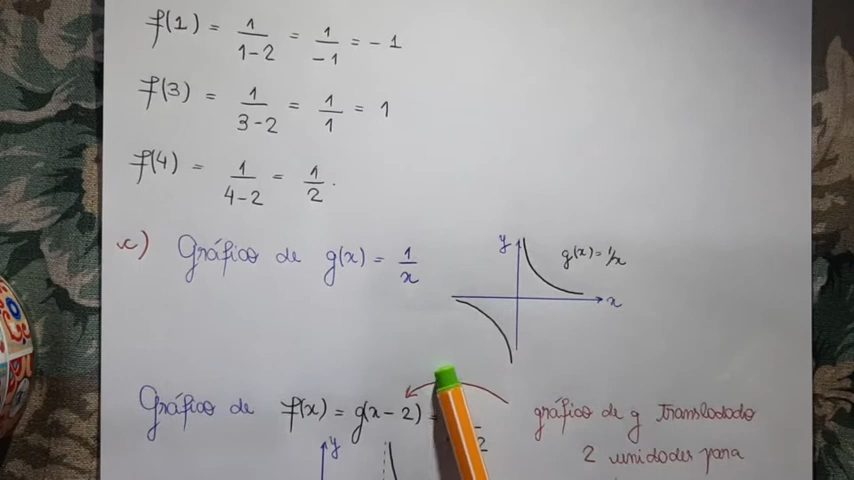 f(1) = 1/(1-2) = 1/-1 = -1
f(3) = 1/(3-2) = 1/1 = 1
f(4) = 1/(4-2) = 1/2.
c) Gráfico de g(x) = 1/x
y
g(x) = 1/x
x
Gráfico de f(x) = g(x-2) =
gráfico de g transladado
2 unidades para
y